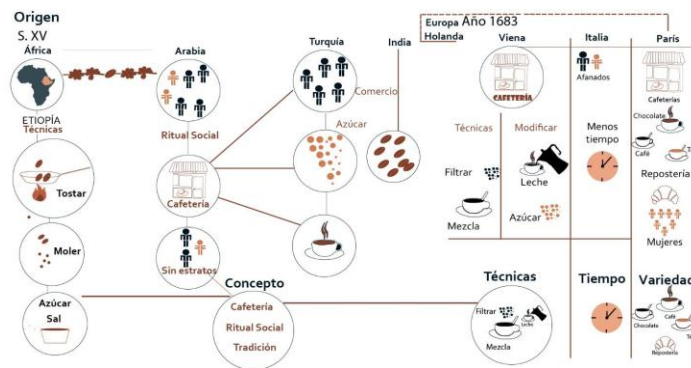 Origen
S. XV
África
ETIOPÍA
Técnicas
Tostar
Moler
Azúcar
Sal
Arabia
Ritual Social
Cafetería
Sin estratos
Concepto
Cafetería
Ritual Social
Tradición
Turquía
Comercio
Azúcar
India
Europa Año 1683
Holanda
Viena
CAFETERÍA
Técnicas
Modificar
Filtrar
Mezcla
Leche
Azúcar
Italia
Afanados
Menos
tiempo
París
Cafeterías
Chocolate
Café
Repostería
Mujeres
Técnicas
Filtrar
Leche
Mezcla
Tiempo
Variedad
Café
Chocolate
Repostería